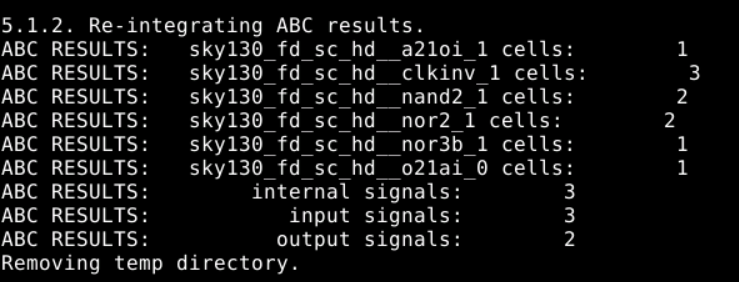 5.1.2. Re-integrating ABC results.
ABC RESULTS:   sky130_fd_sc_hd__a21oi_1 cells:        1
ABC RESULTS:   sky130_fd_sc_hd__clkinv_1 cells:        3
ABC RESULTS:   sky130_fd_sc_hd__nand2_1 cells:        2
ABC RESULTS:   sky130_fd_sc_hd__nor2_1 cells:        2
ABC RESULTS:   sky130_fd_sc_hd__nor3b_1 cells:        1
ABC RESULTS:   sky130_fd_sc_hd__o21ai_0 cells:        1
ABC RESULTS:        internal signals:        3
ABC RESULTS:           input signals:        3
ABC RESULTS:          output signals:        2
Removing temp directory.